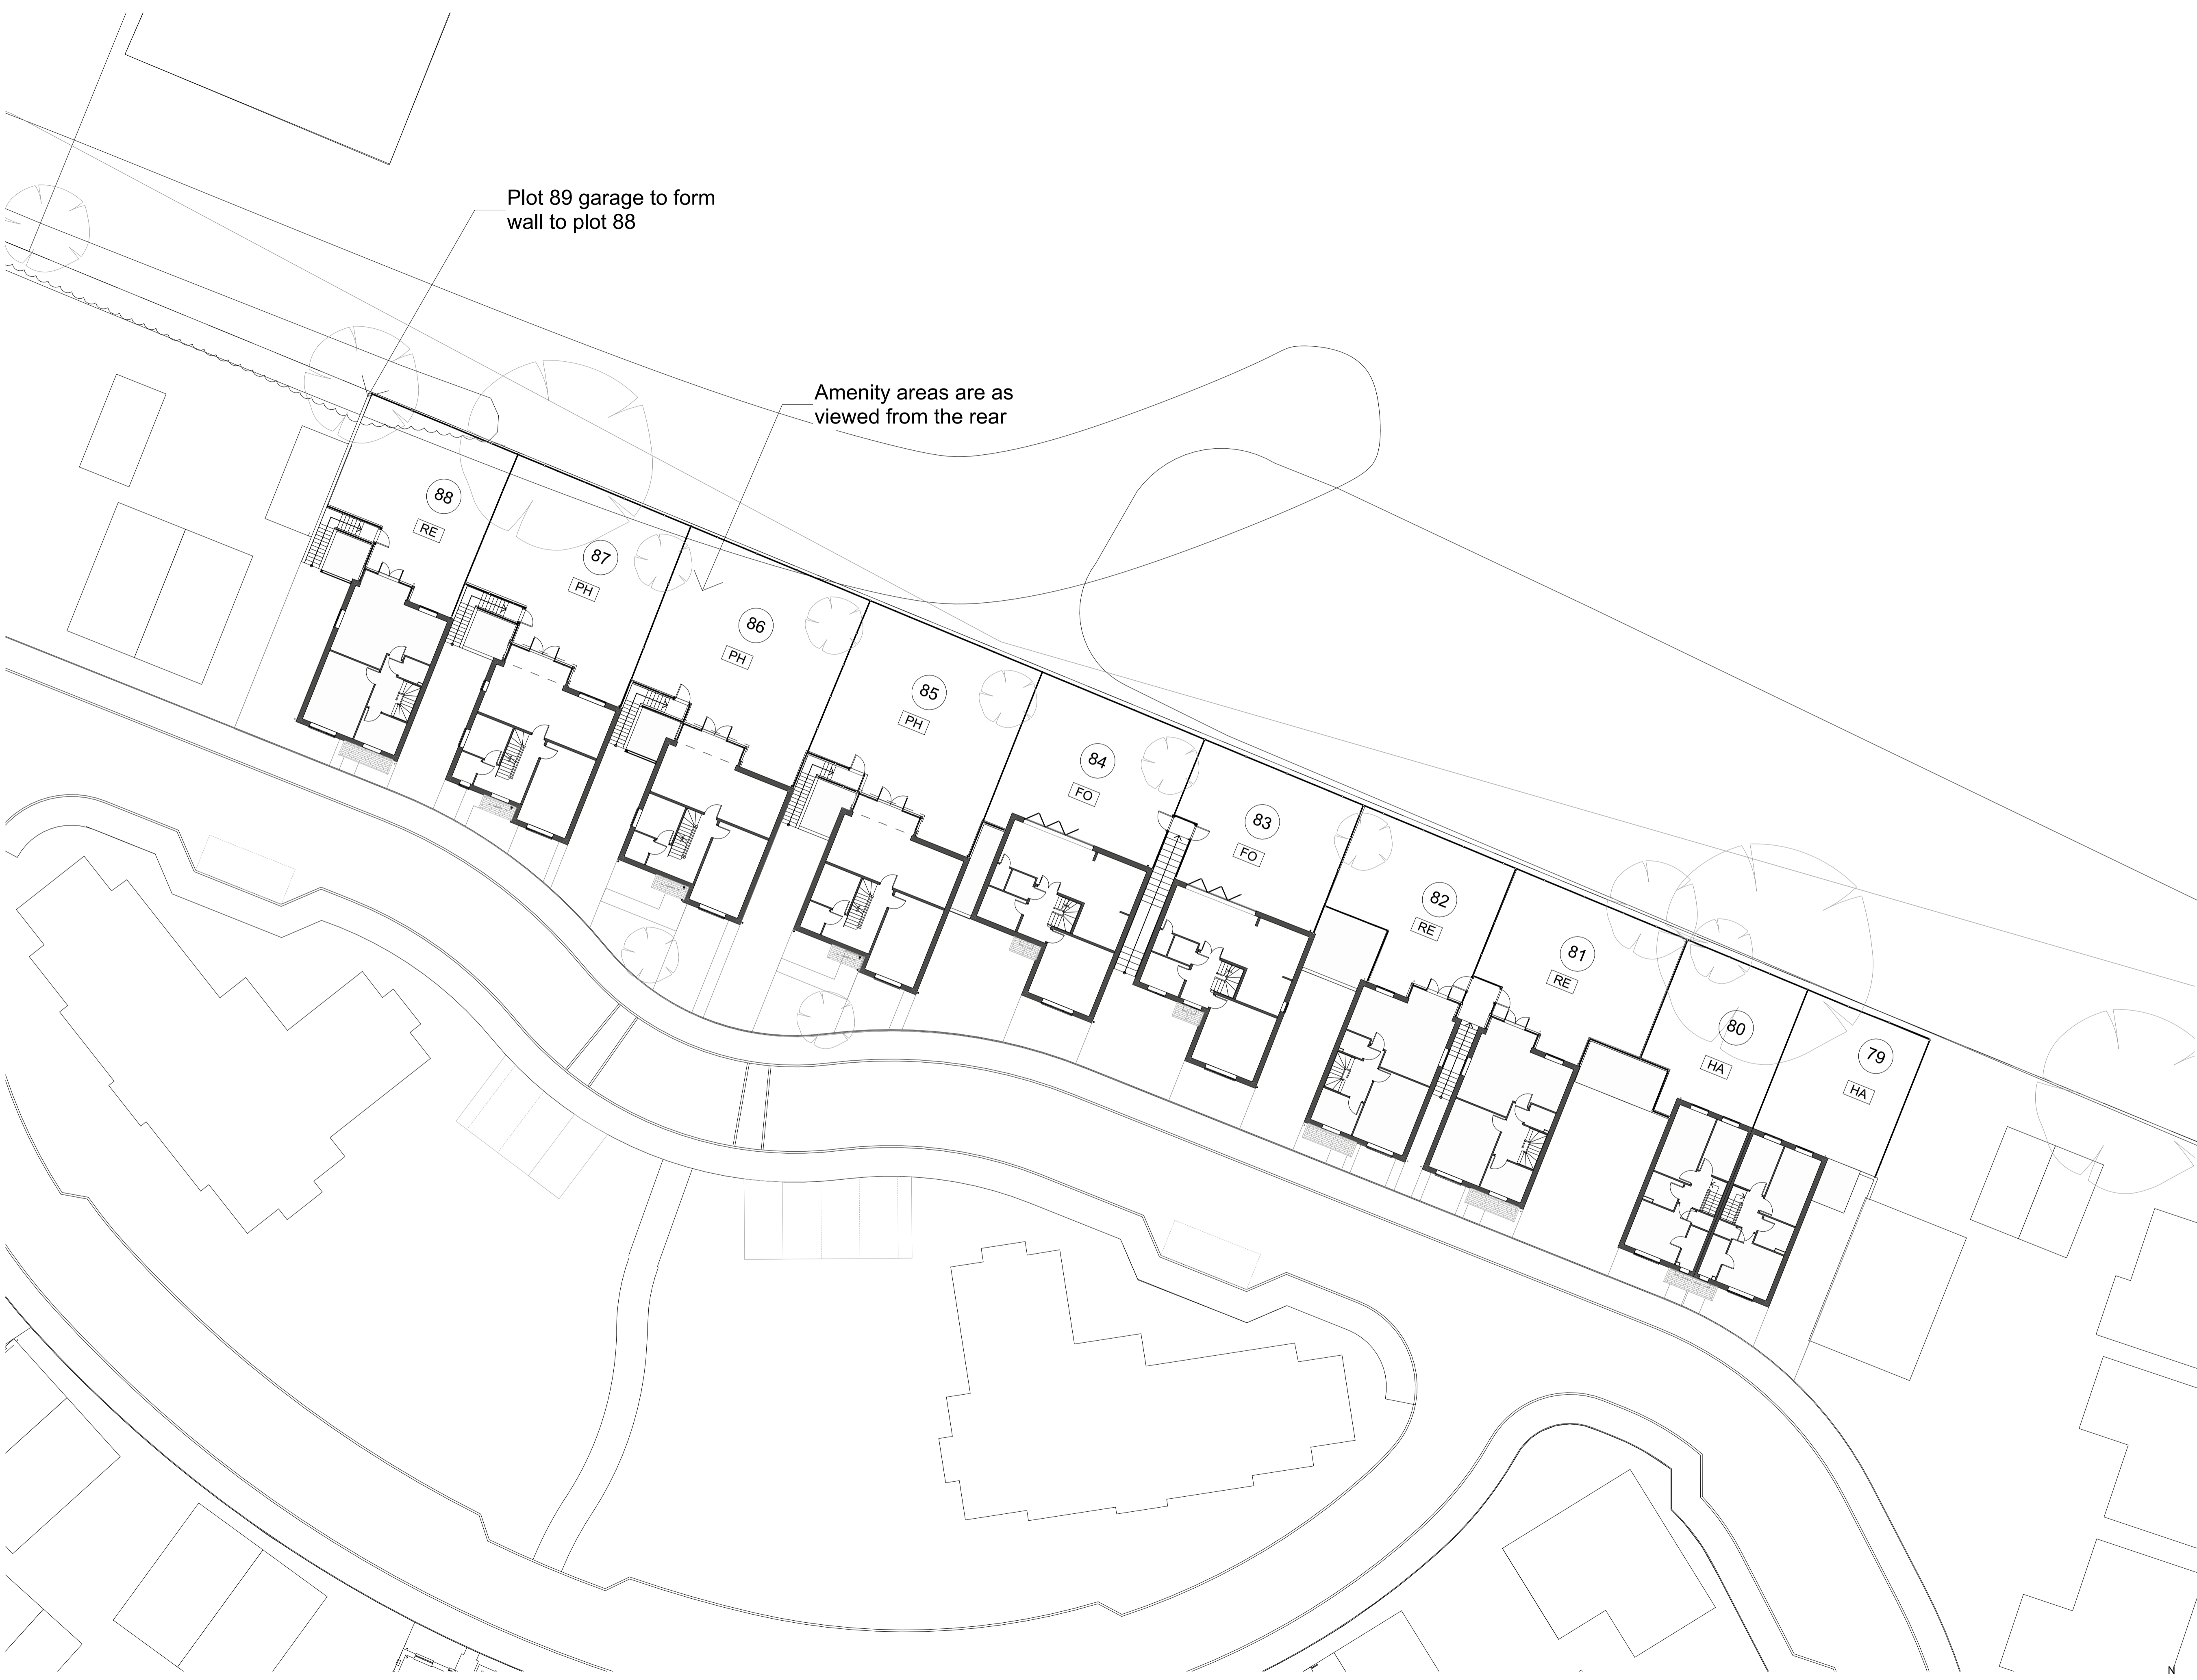 Plot 89 garage to form
wall to plot 88
Amenity areas are as
viewed from the rear
88
RE
87
PH
86
PH
85
PH
84
FO
83
FO
82
RE
81
RE
80
HA
79
HA
N